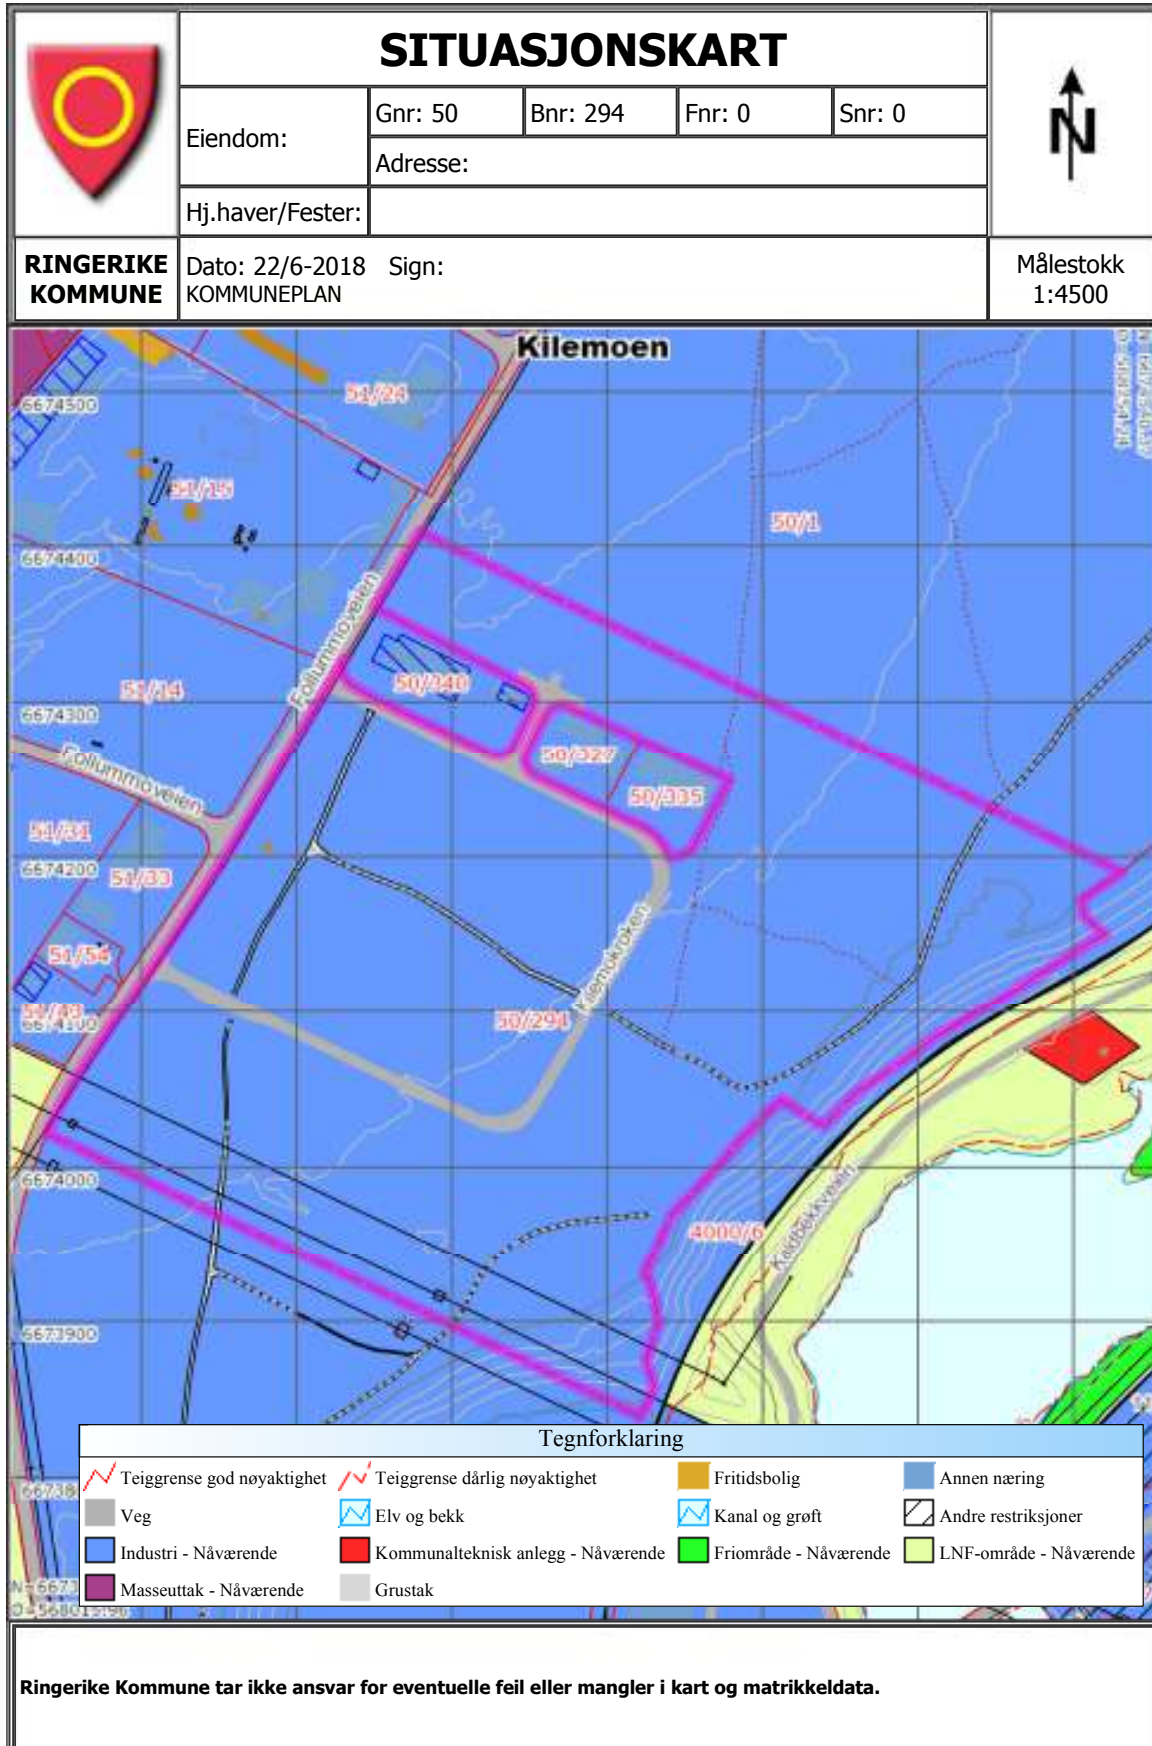 SITUASJONSKART
Eiendom:
Gnr: 50
Bnr: 294
Fnr: 0
Snr: 0
Adresse:
Hj.haver/Fester:
N
RINGERIKE
KOMMUNE
Dato: 22/6-2018 Sign:
KOMMUNEPLAN
Målestokk
1:4500
Kilemoen
51/24
6674500
51/15
50/1
6674400
Follummoveien
50/340
51/14
6674300
50/327
Follummoveien
50/335
51/31
6674200
51/33
Kilemokroken
51/54
50/294
6674100
6674000
4000/6
Kaldbekkveien
6673900
Tegnforklaring
Teiggrense god nøyaktighet
Teiggrense dårlig nøyaktighet
Fritidsbolig
Annen næring
Veg
Elv og bekk
Kanal og grøft
Andre restriksjoner
Industri - Nåværende
Kommunalteknisk anlegg - Nåværende
Friområde - Nåværende
LNF-område - Nåværende
Masseuttak - Nåværende
Grustak
Ringerike Kommune tar ikke ansvar for eventuelle feil eller mangler i kart og matrikkeldata.